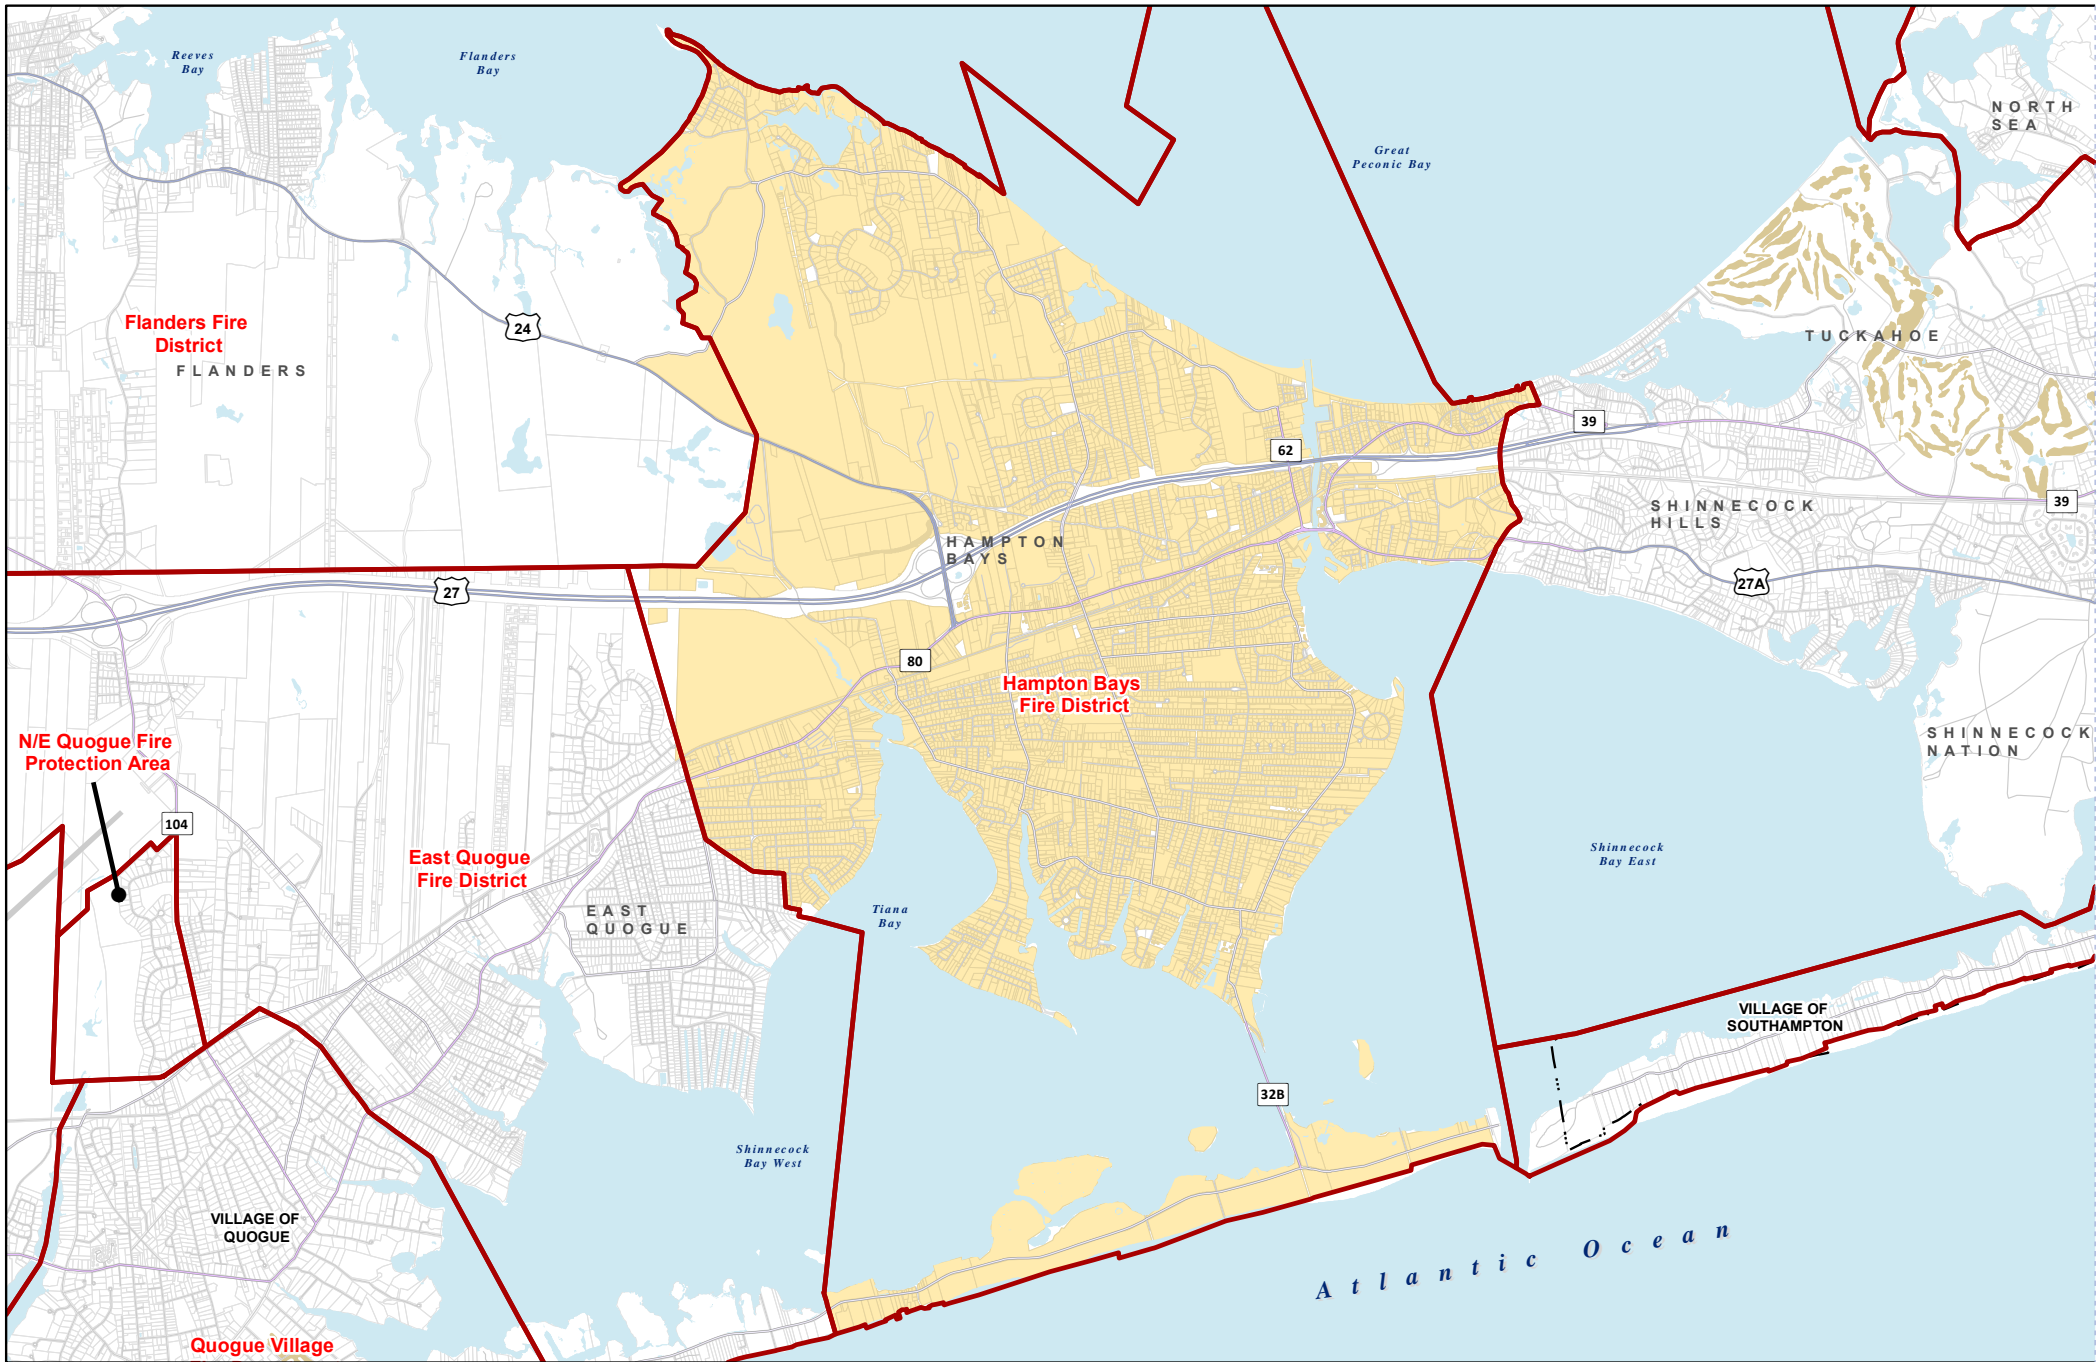 Reeves
Bay
Flanders
Bay
Great
Peconic Bay
NORTH
SEA
Flanders Fire
District
FLANDERS
24
TUCKAHOE
39
62
39
SHINNECOCK
HILLS
HAMPTON
BAYS
27
27A
80
Hampton Bays
Fire District
N/E Quogue Fire
Protection Area
SHINNECOCK
NATION
104
East Quogue
Fire District
Shinnecock
Bay East
EAST
QUOGUE
Tiana
Bay
VILLAGE OF
SOUTHAMPTON
32B
Shinnecock
Bay West
VILLAGE OF
QUOGUE
Atlantic Ocean
Quogue Village